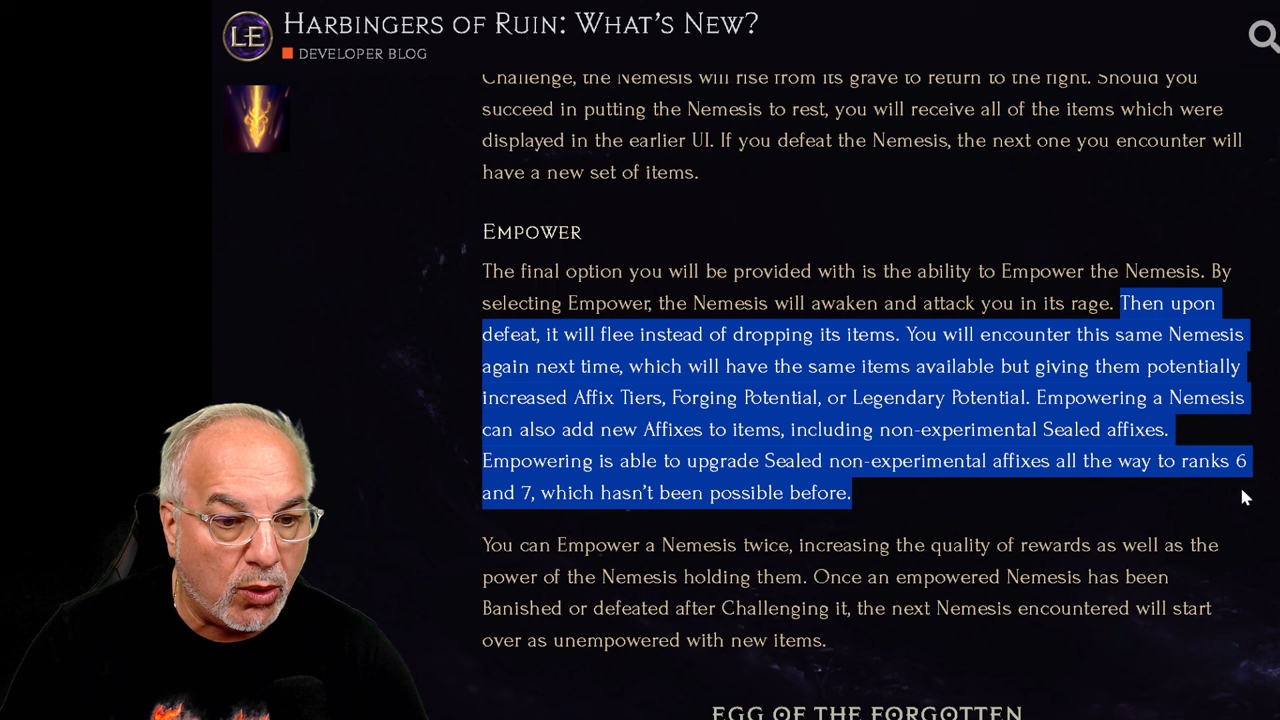 LE
HARBINGERS OF RUIN: WHAT'S NEW?
DEVELOPER BLOG
Challenge, the Nemesis will rise from its grave to return to the fight. Should you
succeed in putting the Nemesis to rest, you will receive all of the items which were
displayed in the earlier UI. If you defeat the Nemesis, the next one you encounter will
have a new set of items.
EMPOWER
The final option you will be provided with is the ability to Empower the Nemesis. By
selecting Empower, the Nemesis will awaken and attack you in its rage. Then upon
defeat, it will flee instead of dropping its items. You will encounter this same Nemesis
again next time, which will have the same items available but giving them potentially
increased Affix Tiers, Forging Potential, or Legendary Potential. Empowering a Nemesis
can also add new Affixes to items, including non-experimental Sealed affixes.
Empowering is able to upgrade Sealed non-experimental affixes all the way to ranks 6
and 7, which hasn't been possible before.
You can Empower a Nemesis twice, increasing the quality of rewards as well as the
power of the Nemesis holding them. Once an empowered Nemesis has been
Banished or defeated after Challenging it, the next Nemesis encountered will start
over as unempowered with new items.
EGG OF THE FORGOTTEN